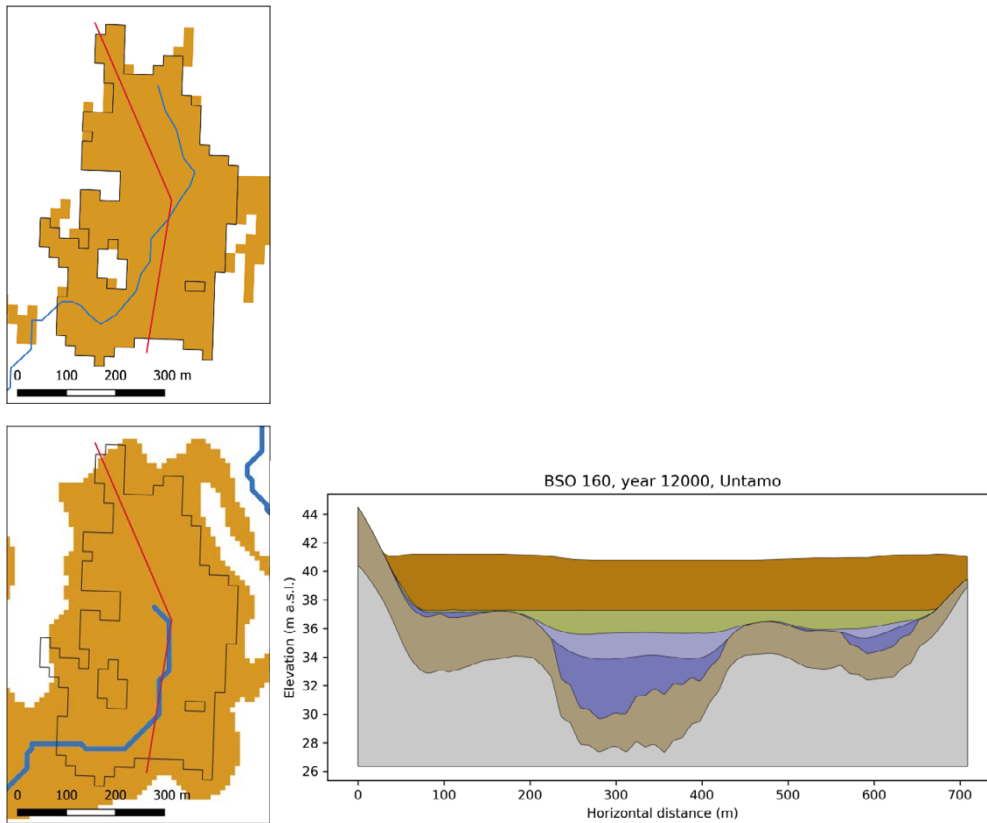 0 100 200 300 m
0 100 200 300 m
BSO 160, year 12000, Untamo
Elevation (m a.s.l.)
44
42
40
38
36
34
32
30
28
26
0 100 200 300 400 500 600 700
Horizontal distance (m)